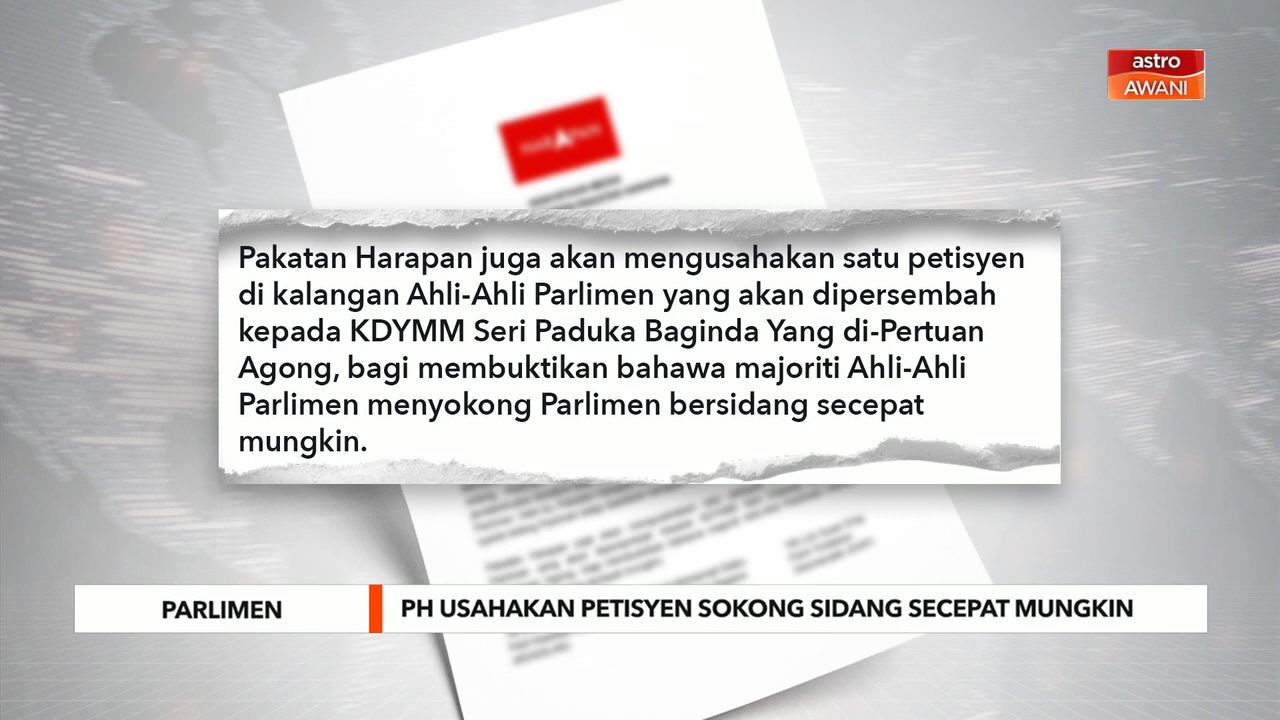 astro
AWANI
Pakatan Harapan juga akan mengusahakan satu petisyen
di kalangan Ahli-Ahli Parlimen yang akan dipersembah
kepada KDYMM Seri Paduka Baginda Yang di-Pertuan
Agong, bagi membuktikan bahawa majoriti Ahli-Ahli
Parlimen menyokong Parlimen bersidang secepat
mungkin.
PARLIMEN
PH USAHAKAN PETISYEN SOKONG SIDANG SECEPAT MUNGKIN